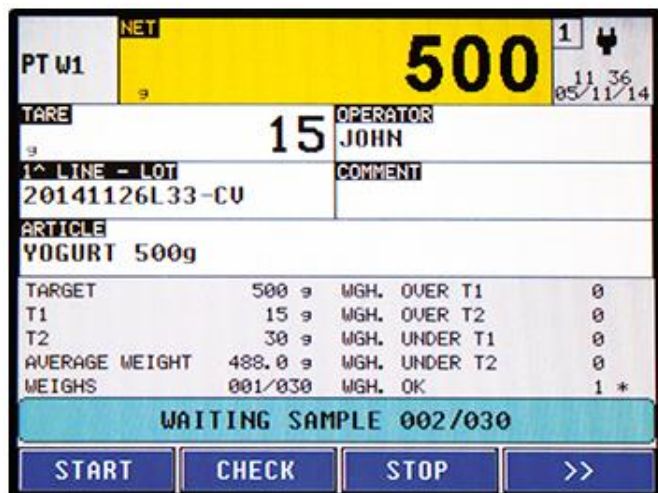 PT W1 NET g 500 1
11 36
05/11/14
TARE g 15 OPERATOR JOHN
1^ LINE - LOT COMMENT
20141126L33-CV
ARTICLE
YOGURT 500g
TARGET 500 g WGH. OVER T1 0
T1 15 g WGH. OVER T2 0
T2 30 g WGH. UNDER T1 0
AVERAGE WEIGHT 488.0 g WGH. UNDER T2 0
WEIGHS 001/030 WGH. OK 1 *
WAITING SAMPLE 002/030
START CHECK STOP >>